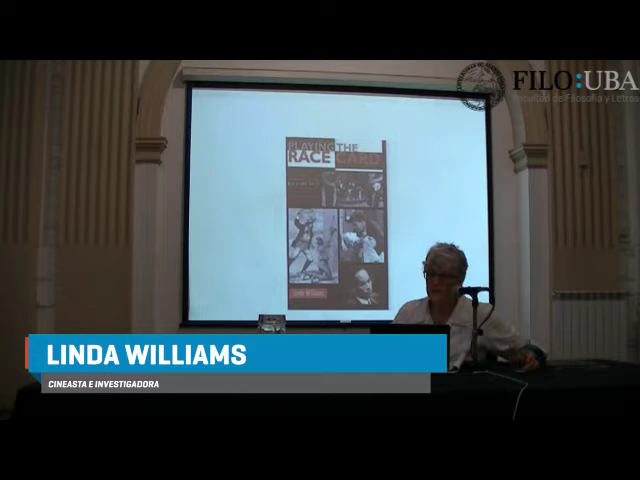 FILO:UBA
Facultad de Filosofía y Letras
PLAYING THE
RACE CARD
LINDA WILLIAMS
CINEASTA E INVESTIGADORA